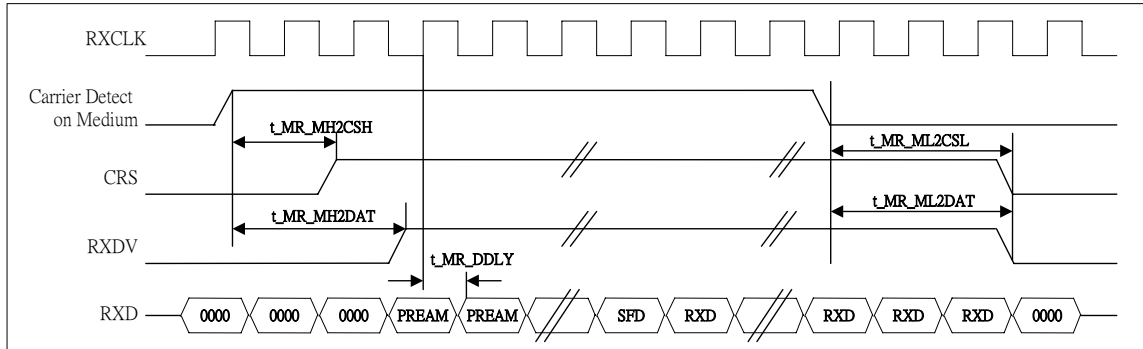 RXCLK
Carrier Detect
on Medium
t_MR_MH2CSH
t_MR_ML2CSL
CRS
t_MR_MH2DAT
t_MR_ML2DAT
RXDV
t_MR_DDLY
RXD 0000 0000 0000 PREAM PREAM SFD RXD RXD RXD RXD 0000